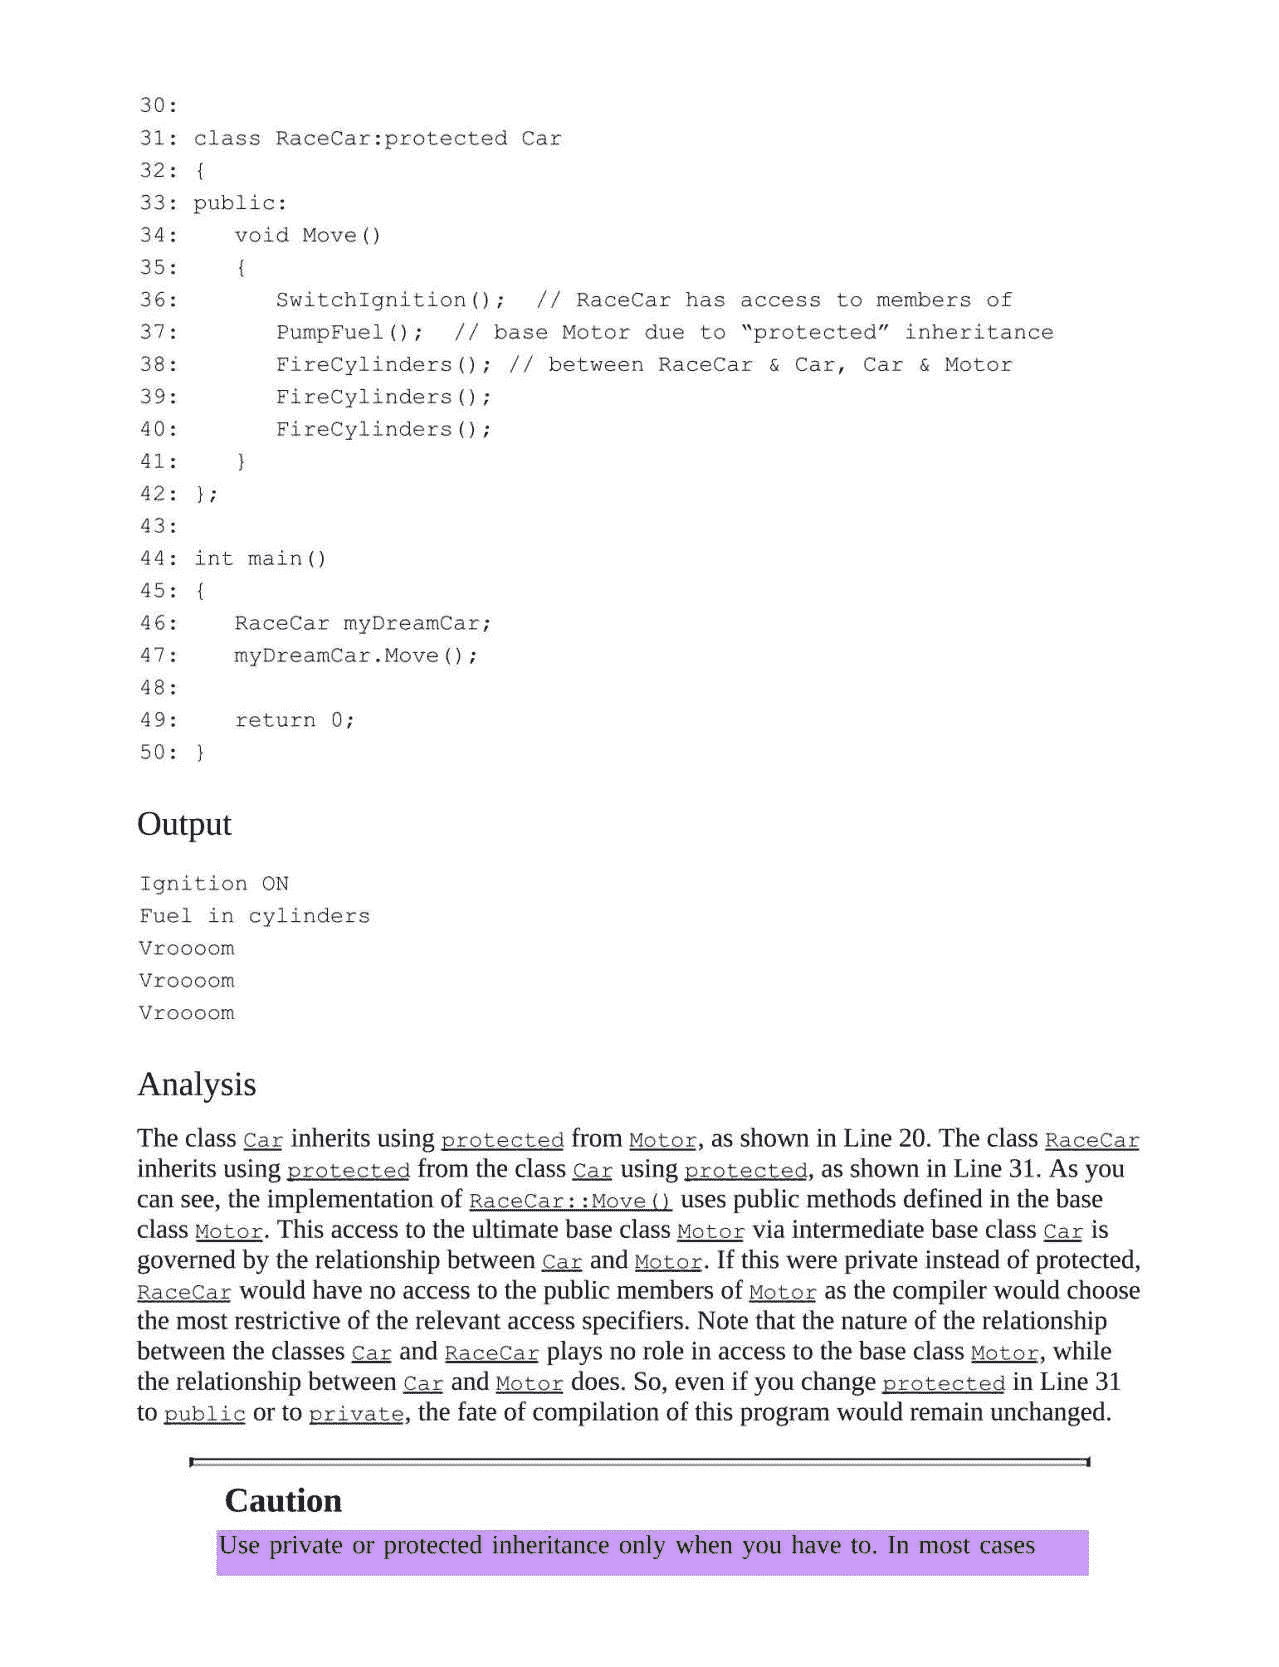 30:
31: class RaceCar:protected Car
32: {
33: public:
34:    void Move()
35:    {
36:       SwitchIgnition();  // RaceCar has access to members of
37:       PumpFuel();  // base Motor due to “protected” inheritance
38:       FireCylinders(); // between RaceCar & Car, Car & Motor
39:       FireCylinders();
40:       FireCylinders();
41:    }
42: };
43:
44: int main()
45: {
46:    RaceCar myDreamCar;
47:    myDreamCar.Move();
48:
49:    return 0;
50: }
Output
Ignition ON
Fuel in cylinders
Vroooom
Vroooom
Vroooom
Analysis
The class Car inherits using protected from Motor, as shown in Line 20. The class RaceCar
inherits using protected from the class Car using protected, as shown in Line 31. As you
can see, the implementation of RaceCar::Move() uses public methods defined in the base
class Motor. This access to the ultimate base class Motor via intermediate base class Car is
governed by the relationship between Car and Motor. If this were private instead of protected,
RaceCar would have no access to the public members of Motor as the compiler would choose
the most restrictive of the relevant access specifiers. Note that the nature of the relationship
between the classes Car and RaceCar plays no role in access to the base class Motor, while
the relationship between Car and Motor does. So, even if you change protected in Line 31
to public or to private, the fate of compilation of this program would remain unchanged.
Caution
Use private or protected inheritance only when you have to. In most cases